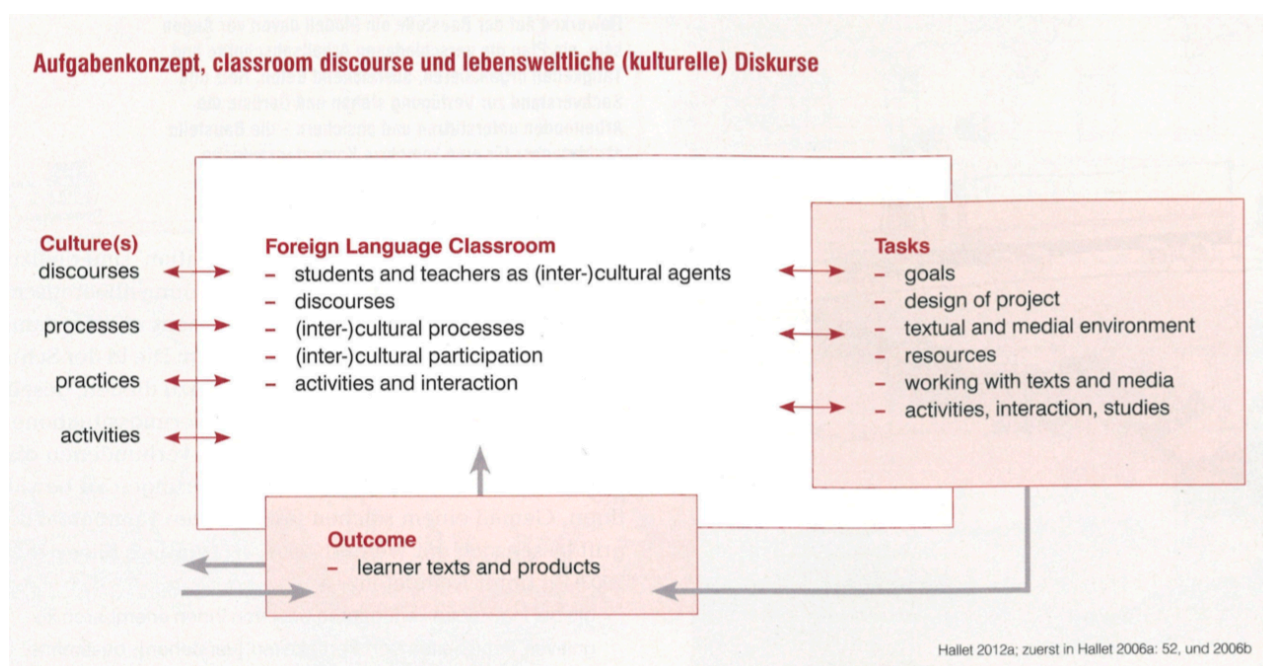 Aufgabenkonzept, classroom discourse und lebensweltliche (kulturelle) Diskurse
Culture(s)
discourses
processes
practices
activities
Foreign Language Classroom
– students and teachers as (inter-)cultural agents
– discourses
– (inter-)cultural processes
– (inter-)cultural participation
– activities and interaction
Tasks
– goals
– design of project
– textual and medial environment
– resources
– working with texts and media
– activities, interaction, studies
Outcome
– learner texts and products
Hallet 2012a; zuerst in Hallet 2006a: 52, und 2006b